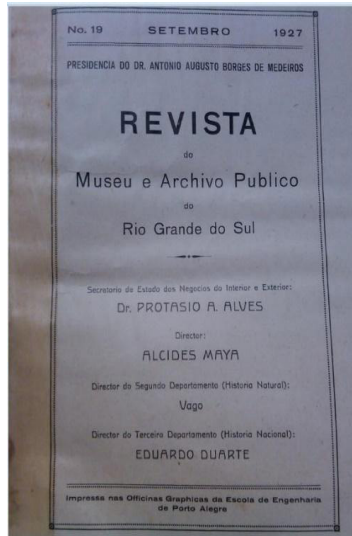 No. 19 SETEMBRO 1927
PRESIDENCIA DO DR. ANTONIO AUGUSTO BORGES DE MEDEIROS
REVISTA
do
Museu e Archivo Publico
do
Rio Grande do Sul
Secretario de Estado dos Negocios do Interior e Exterior:
Dr. PROTASIO A. ALVES
Director:
ALCIDES MAYA
Director do Segundo Departamento (Historia Natural):
Vago
Director do Terceiro Departamento (Historia Nacional):
EDUARDO DUARTE
Impressa nas Officinas Graphicas da Escola de Engenharia
de Porto Alegre